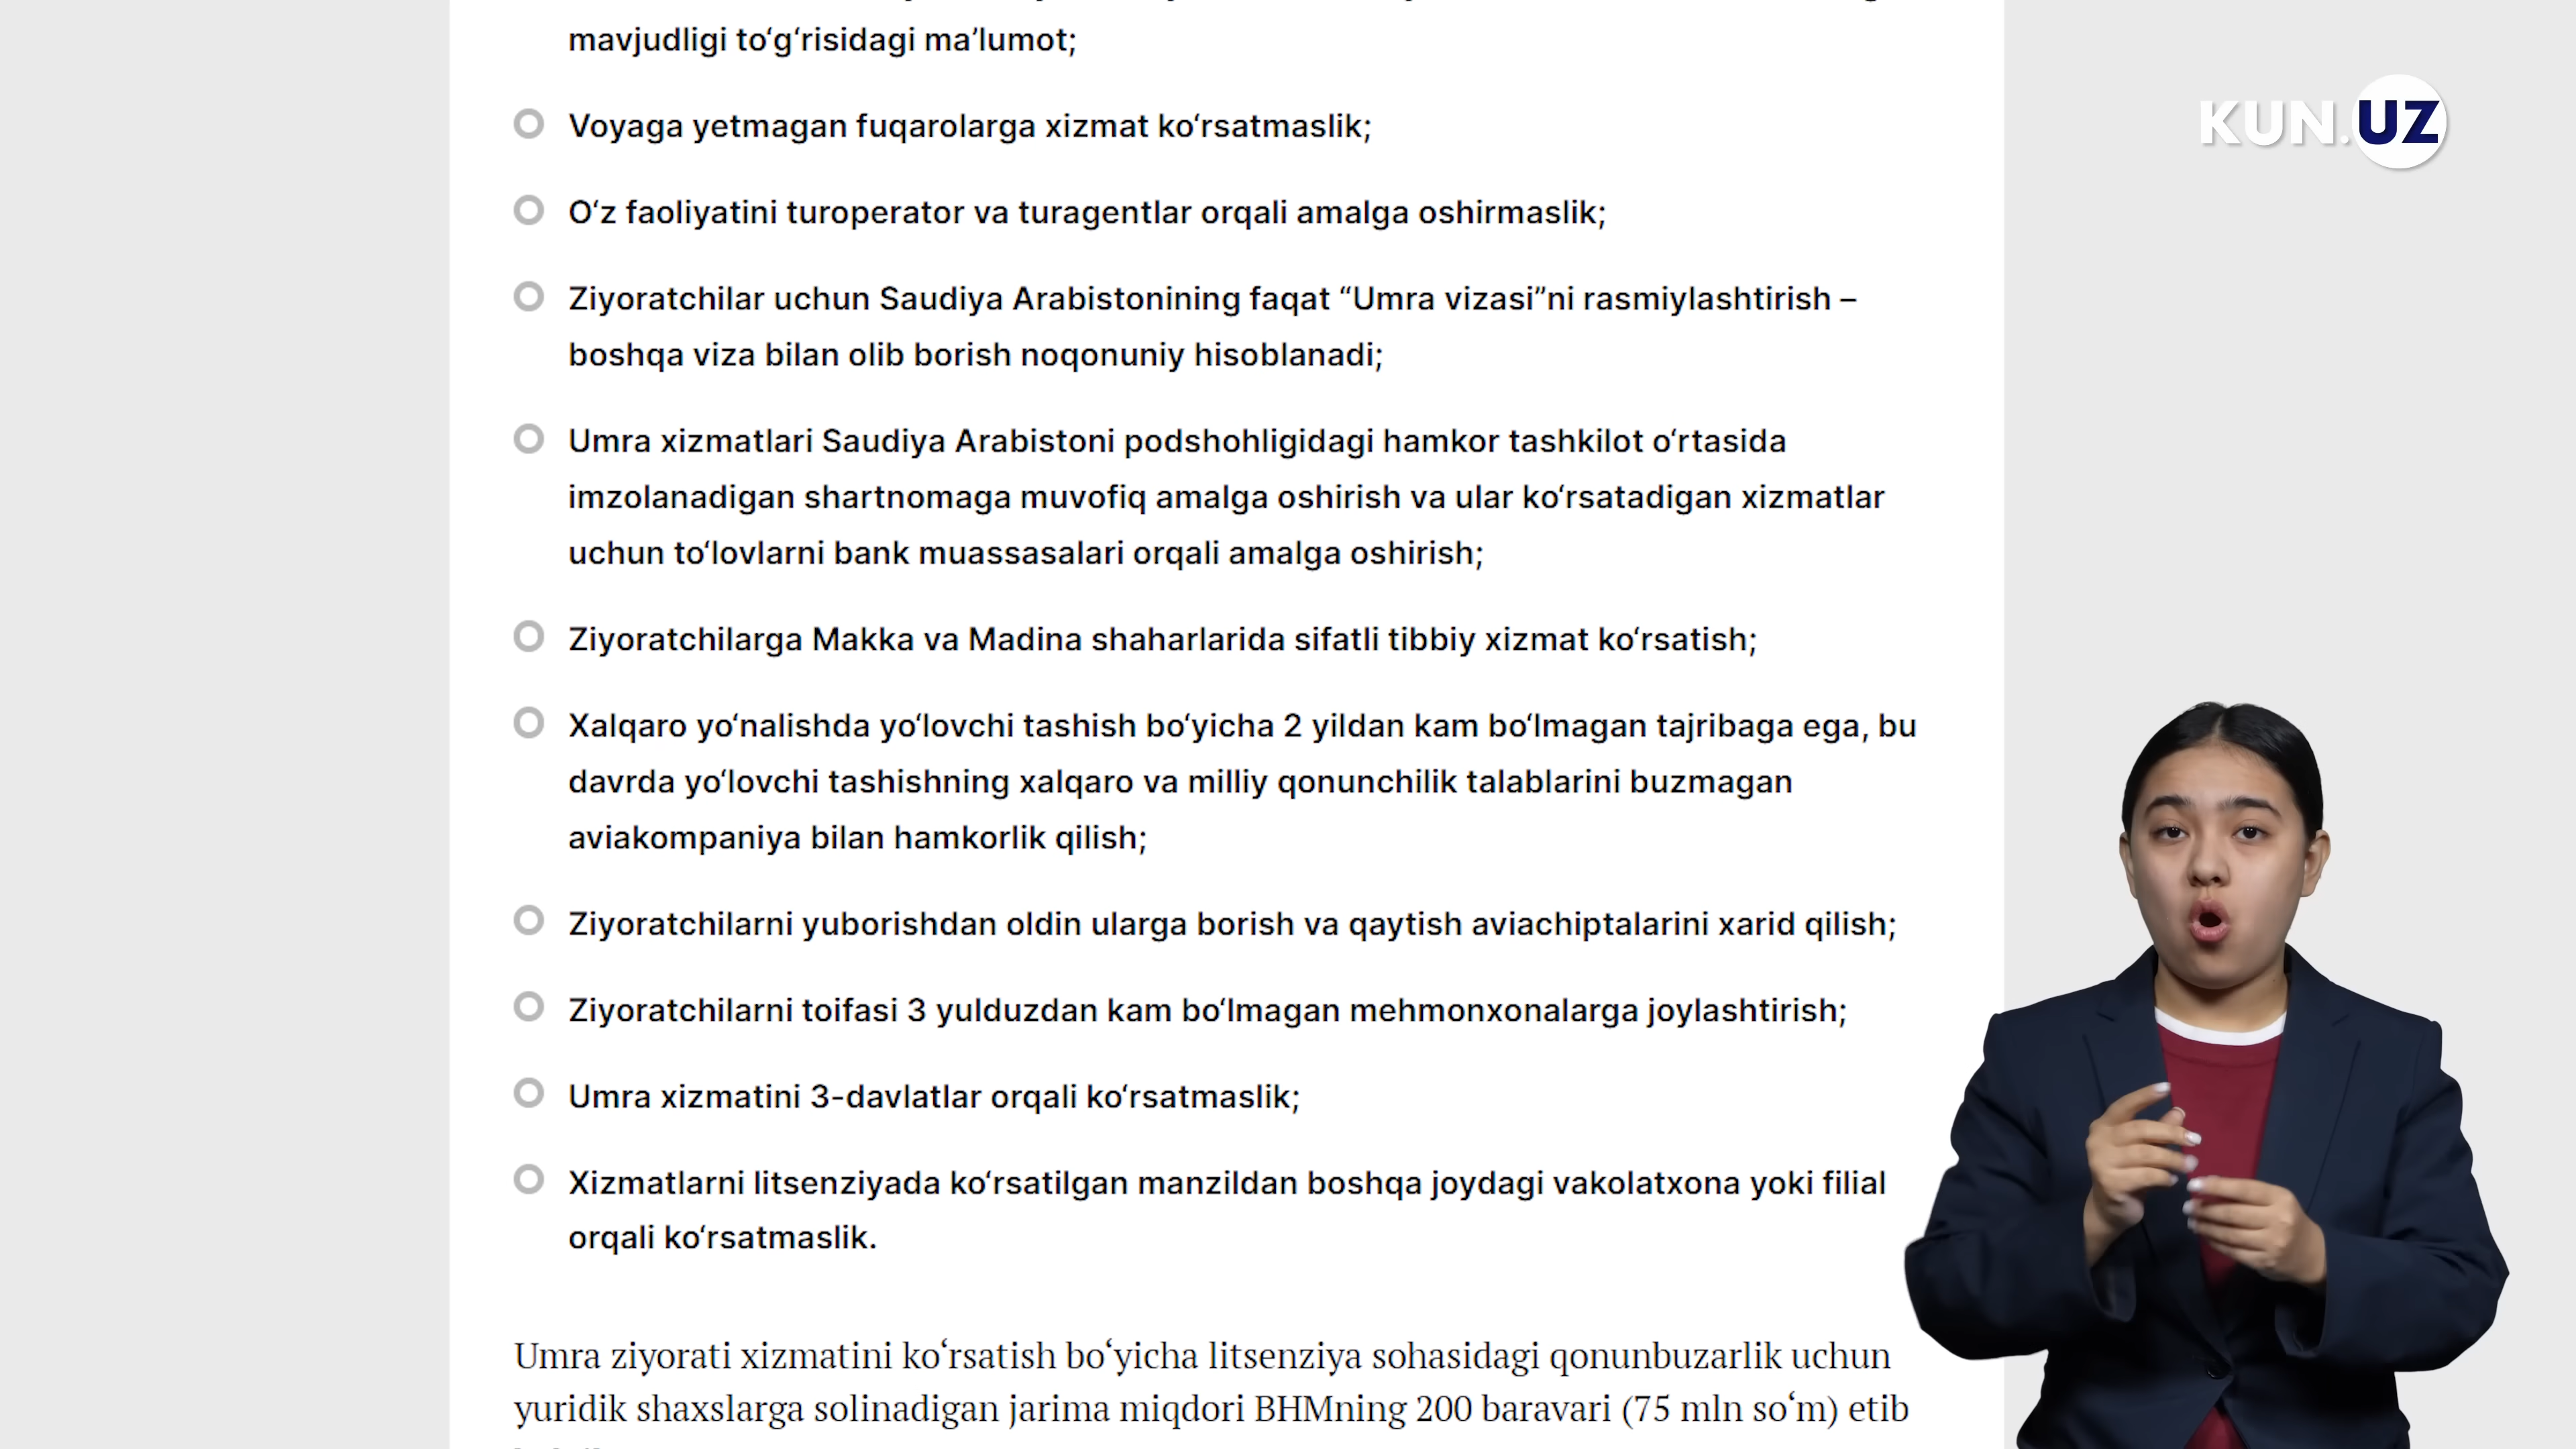 mavjudligi to‘g‘risidagi ma’lumot;
Voyaga yetmagan fuqarolarga xizmat ko‘rsatmaslik;
O‘z faoliyatini turoperator va turagentlar orqali amalga oshirmaslik;
Ziyoratchilar uchun Saudiya Arabistonining faqat “Umra vizasi”ni rasmiylashtirish –
boshqa viza bilan olib borish noqonuniy hisoblanadi;
Umra xizmatlari Saudiya Arabistoni podshohligidagi hamkor tashkilot o‘rtasida
imzolanadigan shartnomaga muvofiq amalga oshirish va ular ko‘rsatadigan xizmatlar
uchun to‘lovlarni bank muassasalari orqali amalga oshirish;
Ziyoratchilarga Makka va Madina shaharlarida sifatli tibbiy xizmat ko‘rsatish;
Xalqaro yo‘nalishda yo‘lovchi tashish bo‘yicha 2 yildan kam bo‘lmagan tajribaga ega, bu
davrda yo‘lovchi tashishning xalqaro va milliy qonunchilik talablarini buzmagan
aviakompaniya bilan hamkorlik qilish;
Ziyoratchilarni yuborishdan oldin ularga borish va qaytish aviachiptalarini xarid qilish;
Ziyoratchilarni toifasi 3 yulduzdan kam bo‘lmagan mehmonxonalarga joylashtirish;
Umra xizmatini 3-davlatlar orqali ko‘rsatmaslik;
Xizmatlarni litsenziyada ko‘rsatilgan manzildan boshqa joydagi vakolatxona yoki filial
orqali ko‘rsatmaslik.
Umra ziyorati xizmatini ko‘rsatish bo‘yicha litsenziya sohasidagi qonunbuzarlik uchun
yuridik shaxslarga solinadigan jarima miqdori BHMning 200 baravari (75 mln so‘m) etib
KUN.UZ